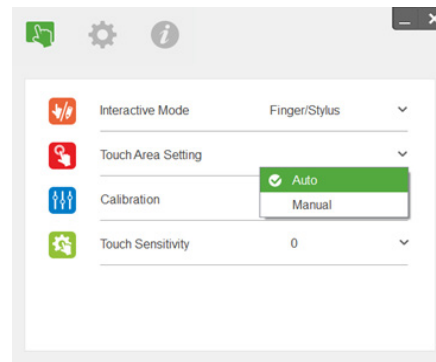 Interactive Mode Finger/Stylus
Touch Area Setting
Auto
Calibration
Manual
Touch Sensitivity 0